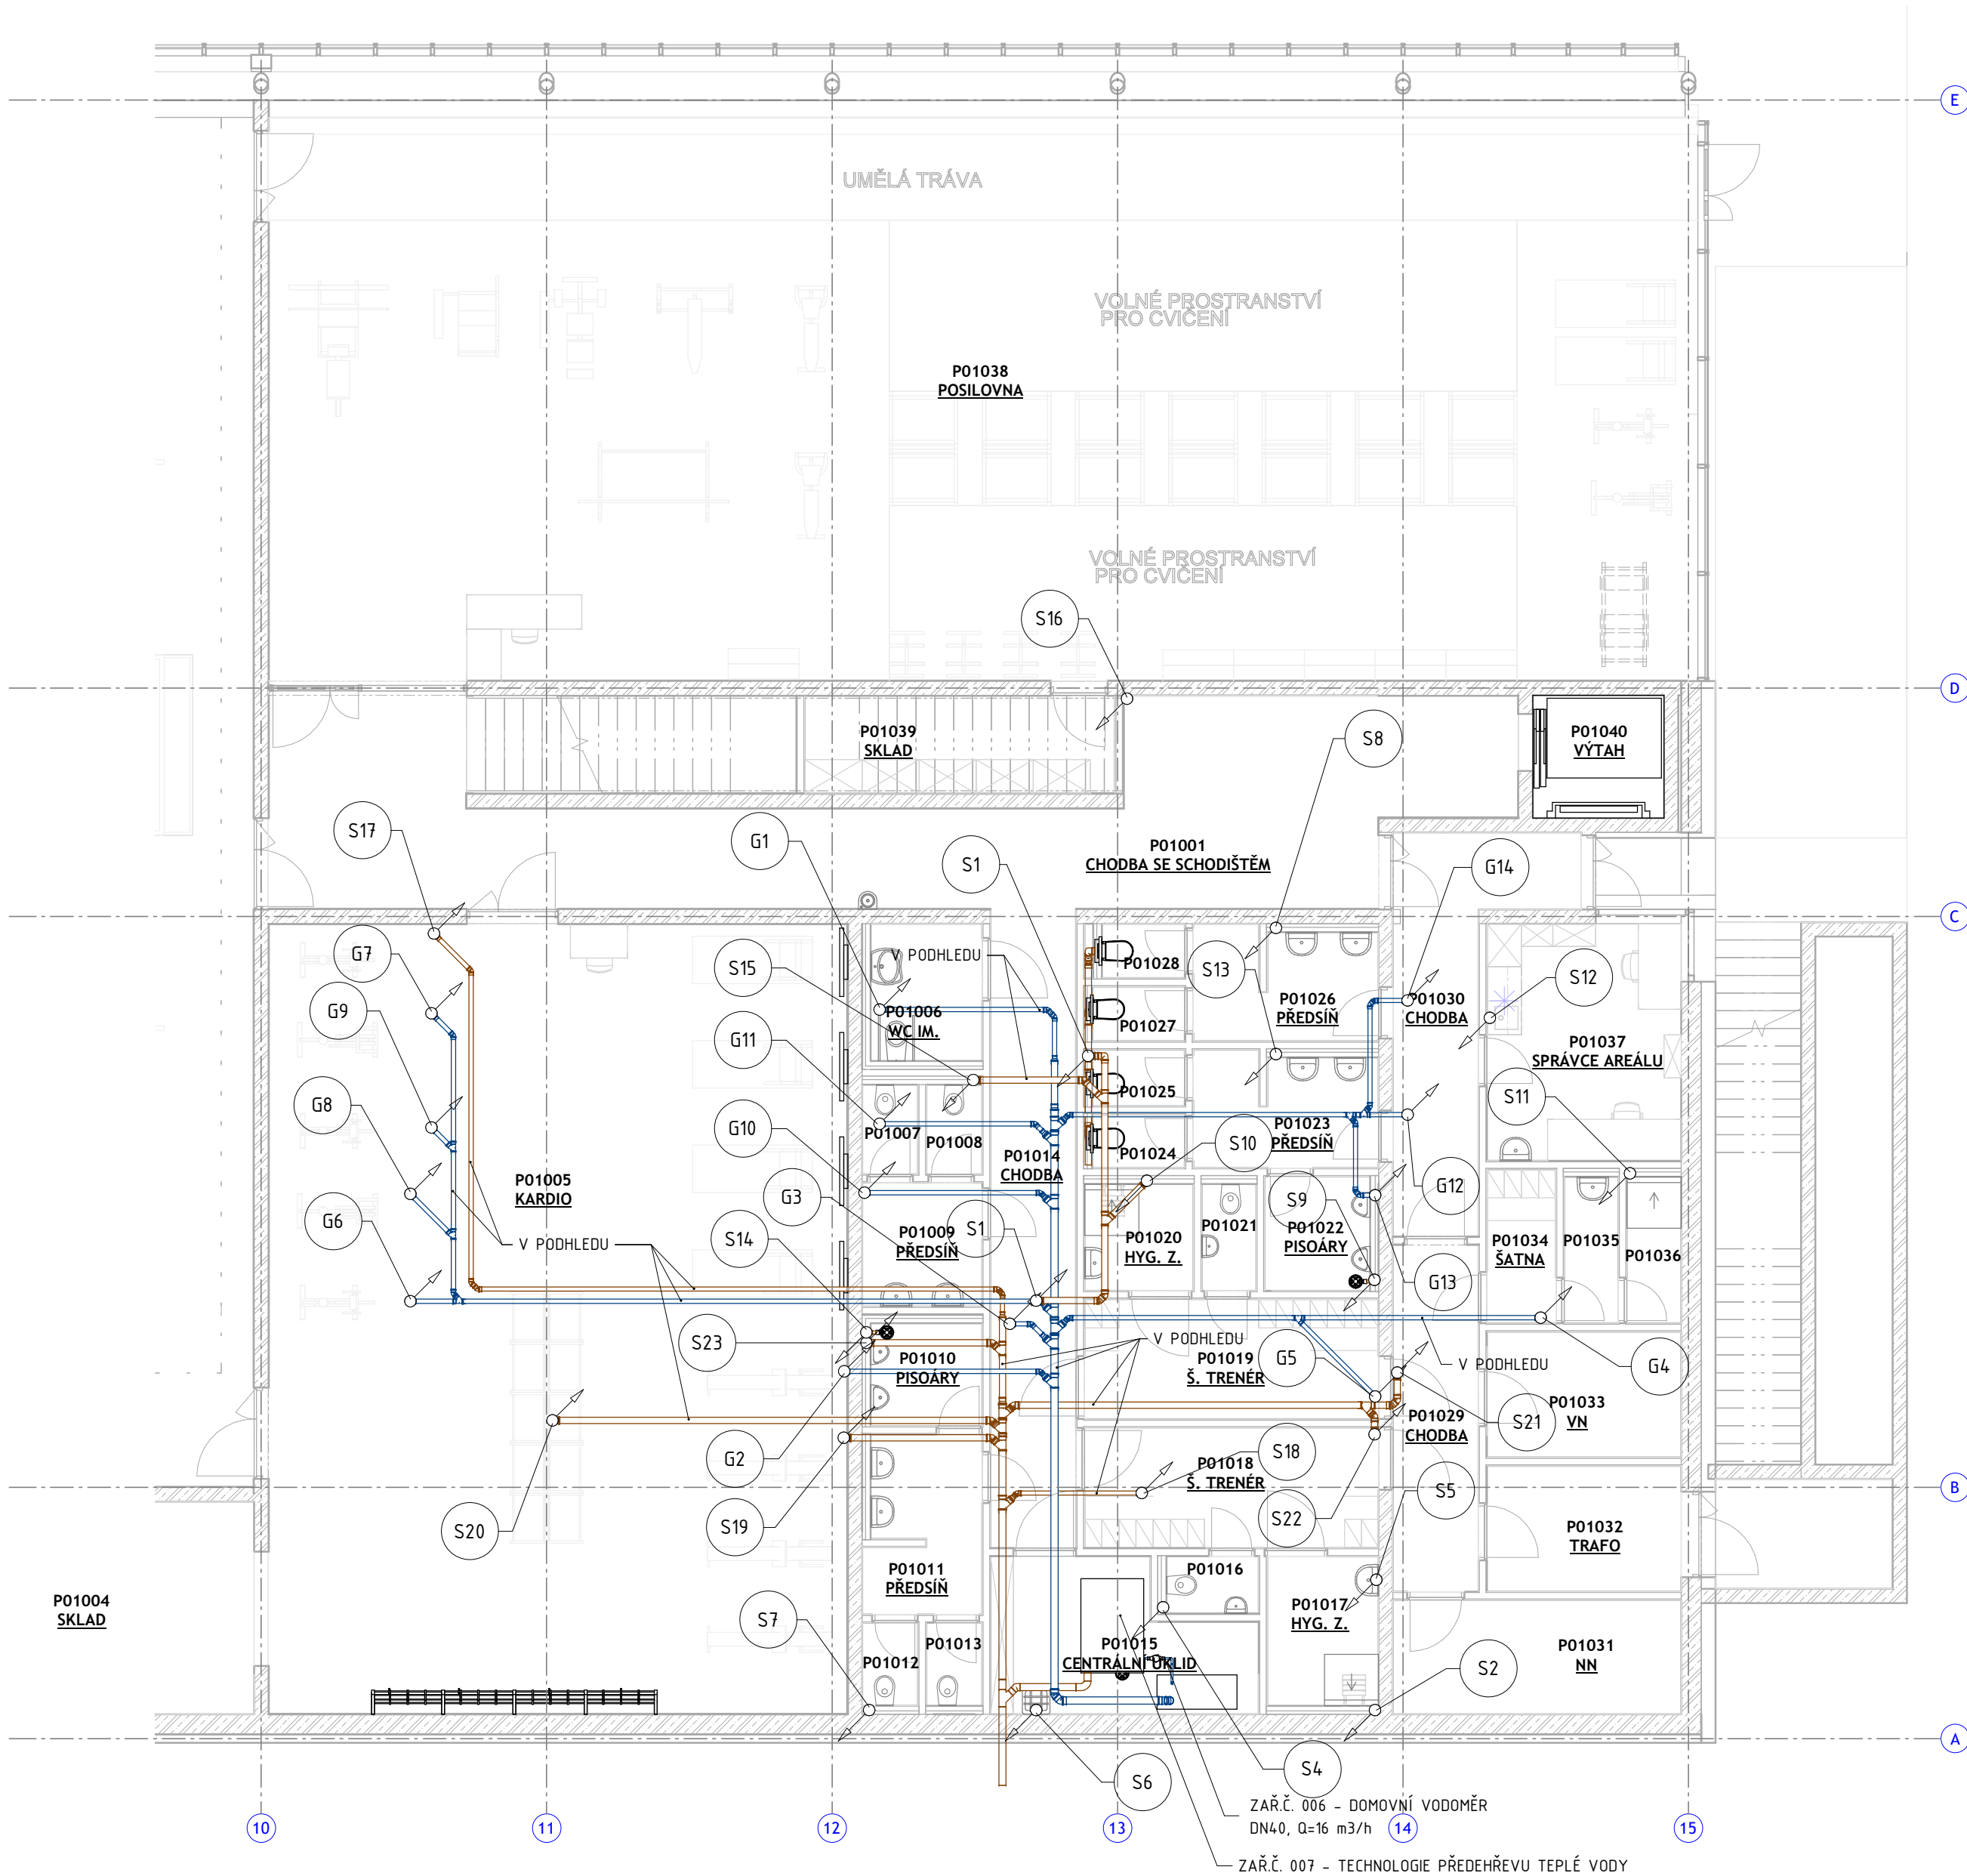 E
UMĚLÁ TRÁVA
VOLNÉ PROSTRANSTVÍ
PRO CVIČENÍ
P01038
POSILOVNA
VOLNÉ PROSTRANSTVÍ
PRO CVIČENÍ
S16
D
P01039
SKLAD
S8
P01040
VÝTAH
S17
G1
S1
P01001
CHODBA SE SCHODIŠTĚM
G14
C
G7
S15
V PODHLEDU
P01028
S13
S12
G9
P01006
WC IM.
P01027
P01026
PŘEDSÍŇ
P01030
CHODBA
G11
P01037
SPRÁVCE AREÁLU
G8
P01025
S11
G10
P01007
P01008
P01014
CHODBA
P01024
S10
P01023
PŘEDSÍŇ
P01005
KARDIO
G3
S9
G12
G6
S14
P01009
PŘEDSÍŇ
S1
P01020
HYG. Z.
P01021
P01022
PISOÁRY
P01034
ŠATNA
P01035
P01036
V PODHLEDU
G13
S23
P01010
PISOÁRY
V PODHLEDU
P01019
Š. TRENÉR
G5
V PODHLEDU
G4
G2
P01029
CHODBA
S21
P01033
VN
S18
P01018
Š. TRENÉR
S5
B
S20
S19
S22
P01032
TRAFO
P01011
PŘEDSÍŇ
P01016
P01004
SKLAD
S7
P01017
HYG. Z.
P01012
P01013
P01015
CENTRÁLNÍ ÚKLID
P01031
NN
S2
A
S6
S4
ZAŘ.Č. 006 - DOMOVNÍ VODOMĚR
DN40, Q=16 m3/h
10
11
12
13
14
15
ZAŘ.Č. 007 - TECHNOLOGIE PŘEDEHŘEVU TEPLÉ VODY